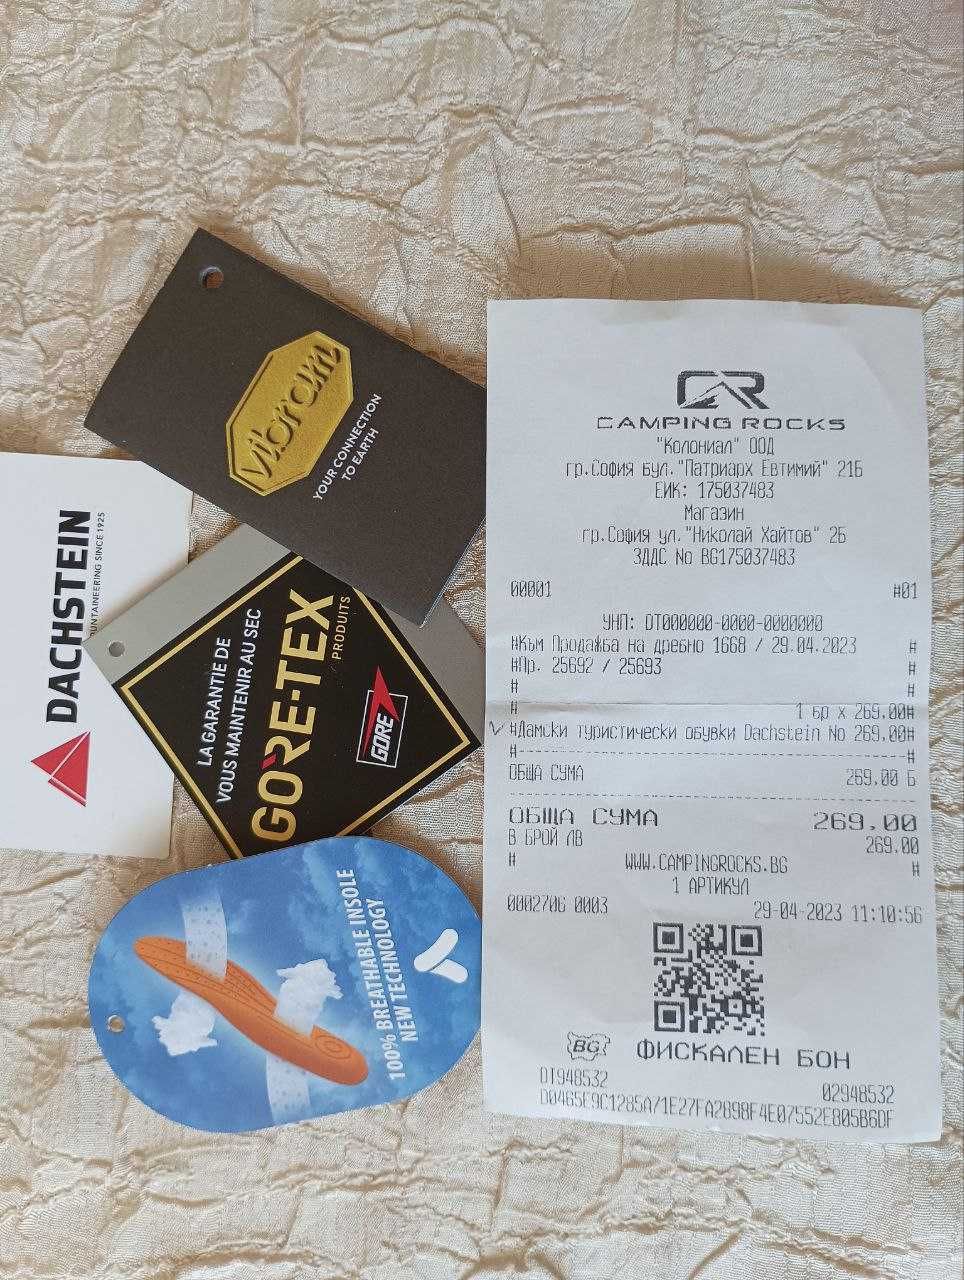 Vibram
YOUR CONNECTION
TO EARTH
DACHSTEIN
MOUNTAINEERING SINCE 1925
LA GARANTIE DE
VOUS MAINTENIR AU SEC
GORE-TEX
PRODUITS
GORE
100% BREATHABLE INSOLE
NEW TECHNOLOGY
CR
CAMPING ROCKS
"Колониал" ООД
гр.София бул."Патриарх Евтимий" 21Б
ЕИК: 175037483
Магазин
гр.София ул."Николай Хайтов" 2Б
ЗДДС No BG175037483
00001 #01
УНП: DT000000-0000-0000000
#Към Продажба на дребно 1668 / 29.04.2023 #
#Пр. 25692 / 25693 #
# #
# 1 бр x 269.00#
#Дамски туристически обувки Dachstein No 269.00#
#
ОБЩА СУМА 269.00 Б
ОБЩА СУМА 269.00
В БРОЙ ЛВ 269.00
# WWW.CAMPINGROCKS.BG #
1 АРТИКУЛ
0002706 0003 29-04-2023 11:10:56
BG ФИСКАЛЕН БОН
DT948532 02948532